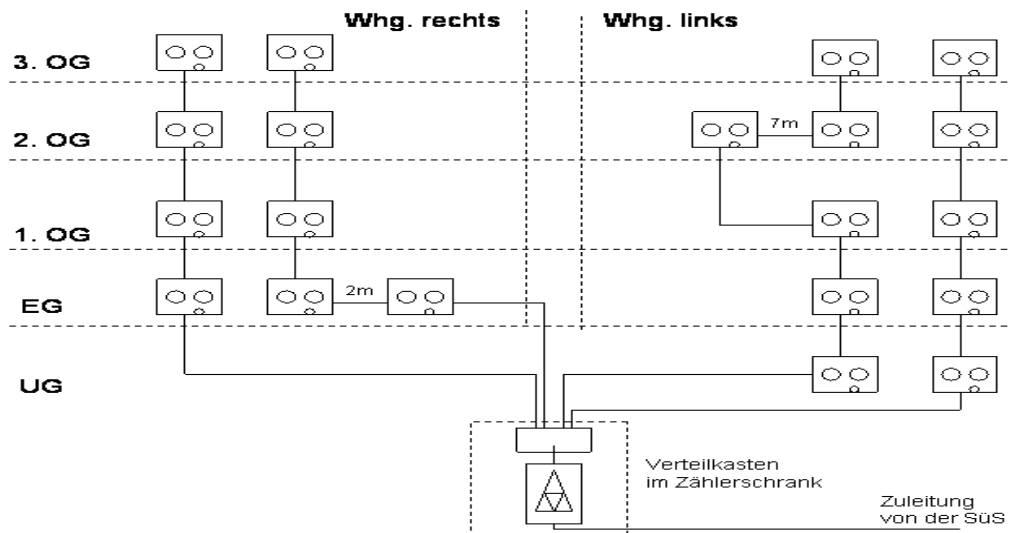 Whg. rechts
Whg. links
3. OG
2. OG
7m
1. OG
EG
2m
UG
Verteilkasten
im Zählerschrank
Zuleitung
von der SüS